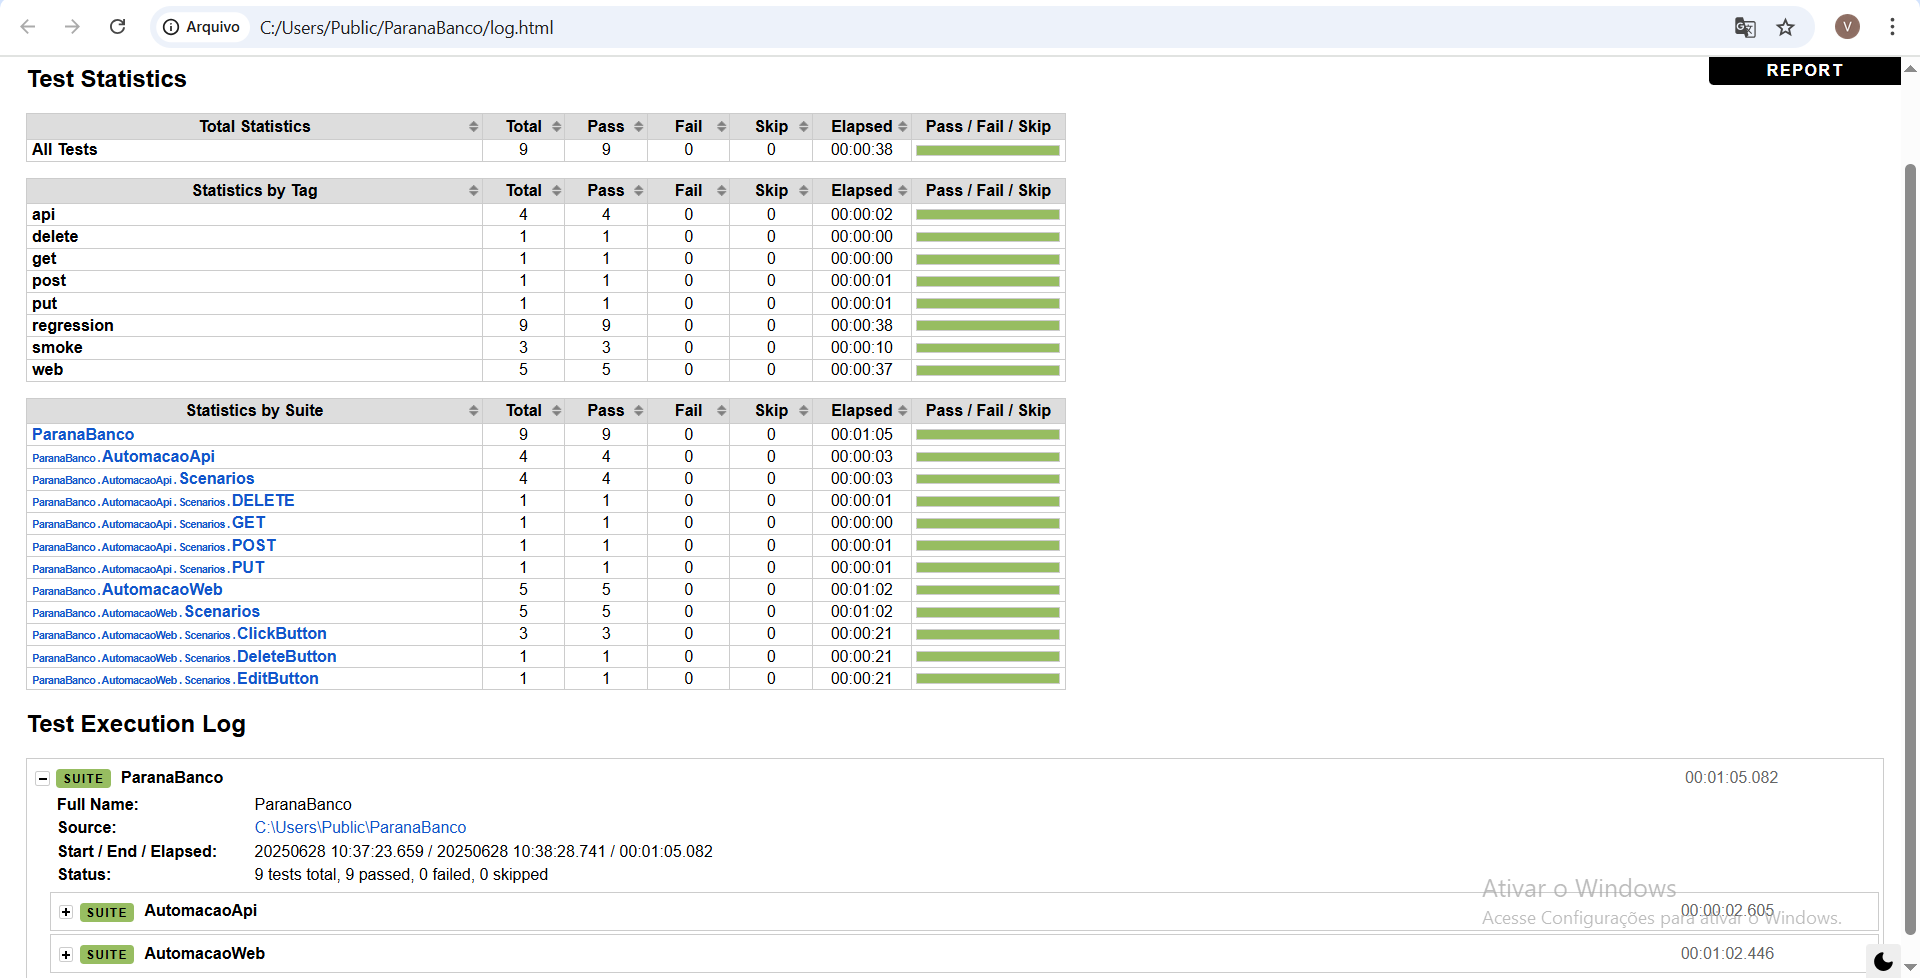 Arquivo C:/Users/Public/ParanaBanco/log.html V
Test Statistics
REPORT
Total Statistics Total Pass Fail Skip Elapsed Pass / Fail / Skip
All Tests 9 9 0 0 00:00:38
Statistics by Tag Total Pass Fail Skip Elapsed Pass / Fail / Skip
api 4 4 0 0 00:00:02
delete 1 1 0 0 00:00:00
get 1 1 0 0 00:00:00
post 1 1 0 0 00:00:01
put 1 1 0 0 00:00:01
regression 9 9 0 0 00:00:38
smoke 3 3 0 0 00:00:10
web 5 5 0 0 00:00:37
Statistics by Suite Total Pass Fail Skip Elapsed Pass / Fail / Skip
ParanaBanco 9 9 0 0 00:01:05
ParanaBanco.AutomacaoApi 4 4 0 0 00:00:03
ParanaBanco.AutomacaoApi.Scenarios 4 4 0 0 00:00:03
ParanaBanco.AutomacaoApi.Scenarios.DELETE 1 1 0 0 00:00:01
ParanaBanco.AutomacaoApi.Scenarios.GET 1 1 0 0 00:00:00
ParanaBanco.AutomacaoApi.Scenarios.POST 1 1 0 0 00:00:01
ParanaBanco.AutomacaoApi.Scenarios.PUT 1 1 0 0 00:00:01
ParanaBanco.AutomacaoWeb 5 5 0 0 00:01:02
ParanaBanco.AutomacaoWeb.Scenarios 5 5 0 0 00:01:02
ParanaBanco.AutomacaoWeb.Scenarios.ClickButton 3 3 0 0 00:00:21
ParanaBanco.AutomacaoWeb.Scenarios.DeleteButton 1 1 0 0 00:00:21
ParanaBanco.AutomacaoWeb.Scenarios.EditButton 1 1 0 0 00:00:21
Test Execution Log
SUITE ParanaBanco 00:01:05.082
Full Name: ParanaBanco
Source: C:\Users\Public\ParanaBanco
Start / End / Elapsed: 20250628 10:37:23.659 / 20250628 10:38:28.741 / 00:01:05.082
Status: 9 tests total, 9 passed, 0 failed, 0 skipped
Ativar o Windows
SUITE AutomacaoApi 00:00:02.605
Acesse Configurações para ativar o Windows.
SUITE AutomacaoWeb 00:01:02.446